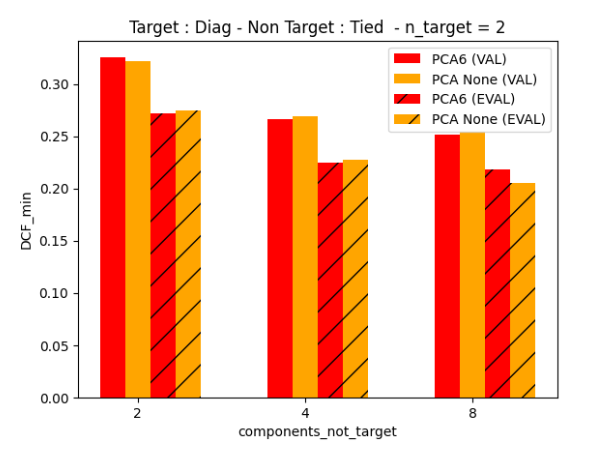 Target : Diag - Non Target : Tied - n_target = 2
DCF_min
0.30
0.25
0.20
0.15
0.10
0.05
0.00
PCA6 (VAL)
PCA None (VAL)
PCA6 (EVAL)
PCA None (EVAL)
2 4 8
components_not_target